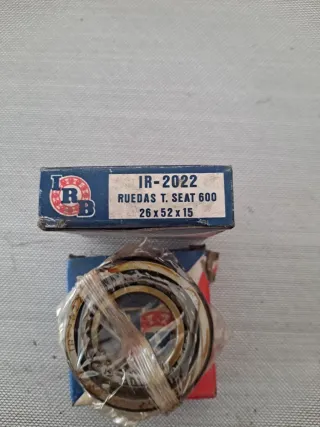 IRB
IR-2022
RUEDAS T. SEAT 600
26 x 52 x 15